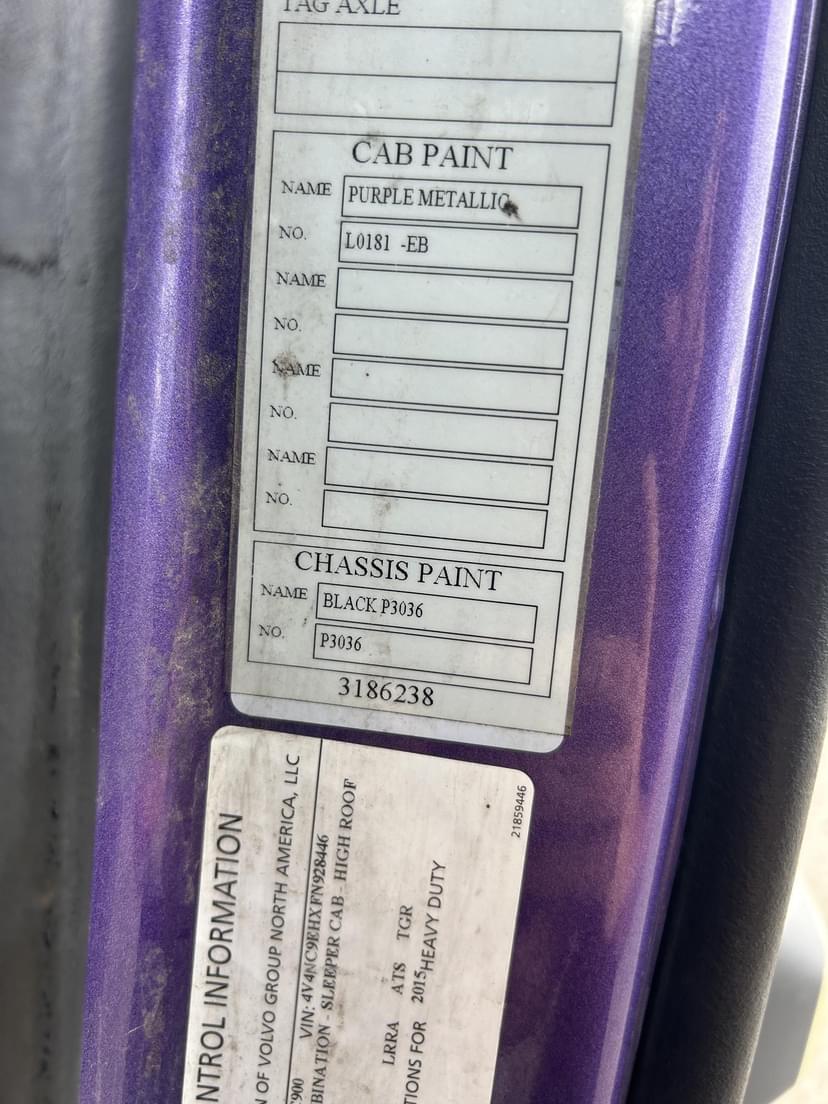 TAG AXLE
CAB PAINT
NAME PURPLE METALLIC
NO. L0181 -EB
NAME
NO.
NAME
NO.
NAME
NO.
CHASSIS PAINT
NAME BLACK P3036
NO. P3036
3186238
NTROL INFORMATION
N OF VOLVO GROUP NORTH AMERICA, LLC
900 VIN: 4V4NC9EHXFN928446
BINATION - SLEEPER CAB - HIGH ROOF
LRRA ATS TGR
TIONS FOR 2015 HEAVY DUTY
21859446